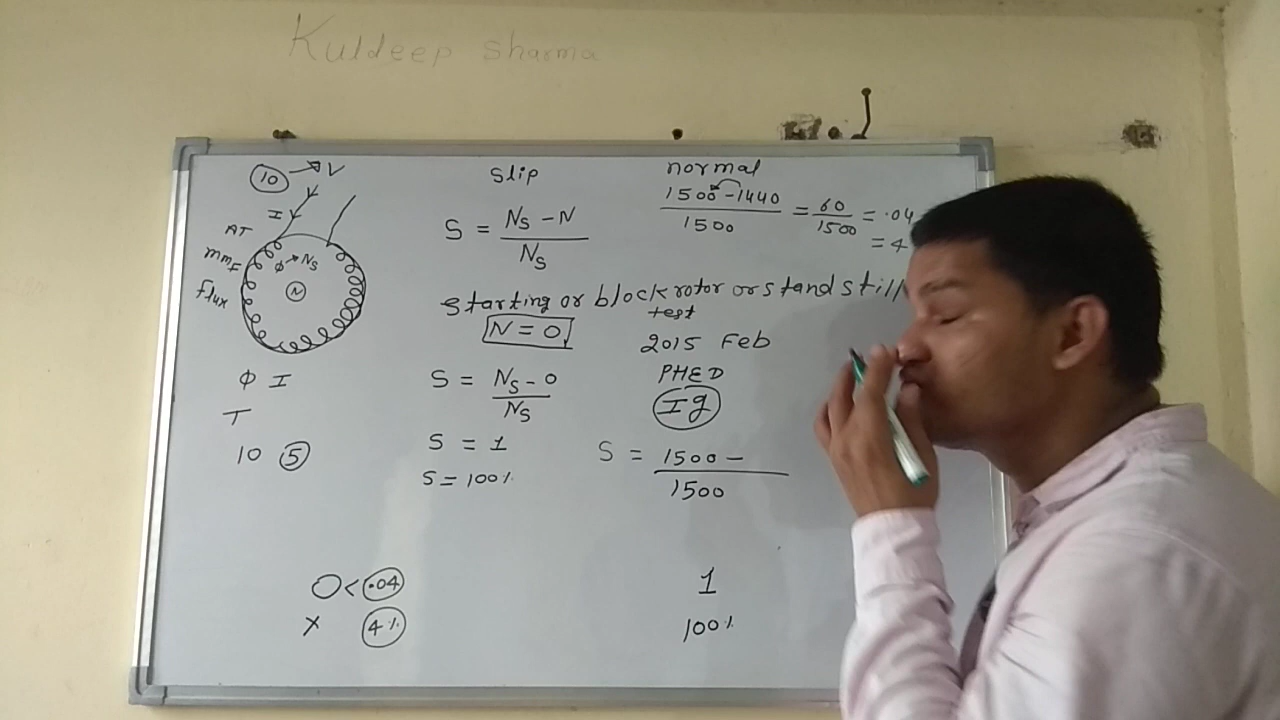 Kuldeep Sharma
10 → V
I
AT
mmf
flux
φ → NS
N
φ I
T
10 5
0 < .04
X 4%
Slip
S = NS - N / NS
normal
1500 - 1440 / 1500 = 60 / 1500 = .04
= 4
Starting or block rotor or stand still
test
N = 0
2015 Feb
PHED
Ig
S = NS - 0 / NS
S = 1
S = 100%
S = 1500 - / 1500
1
100%